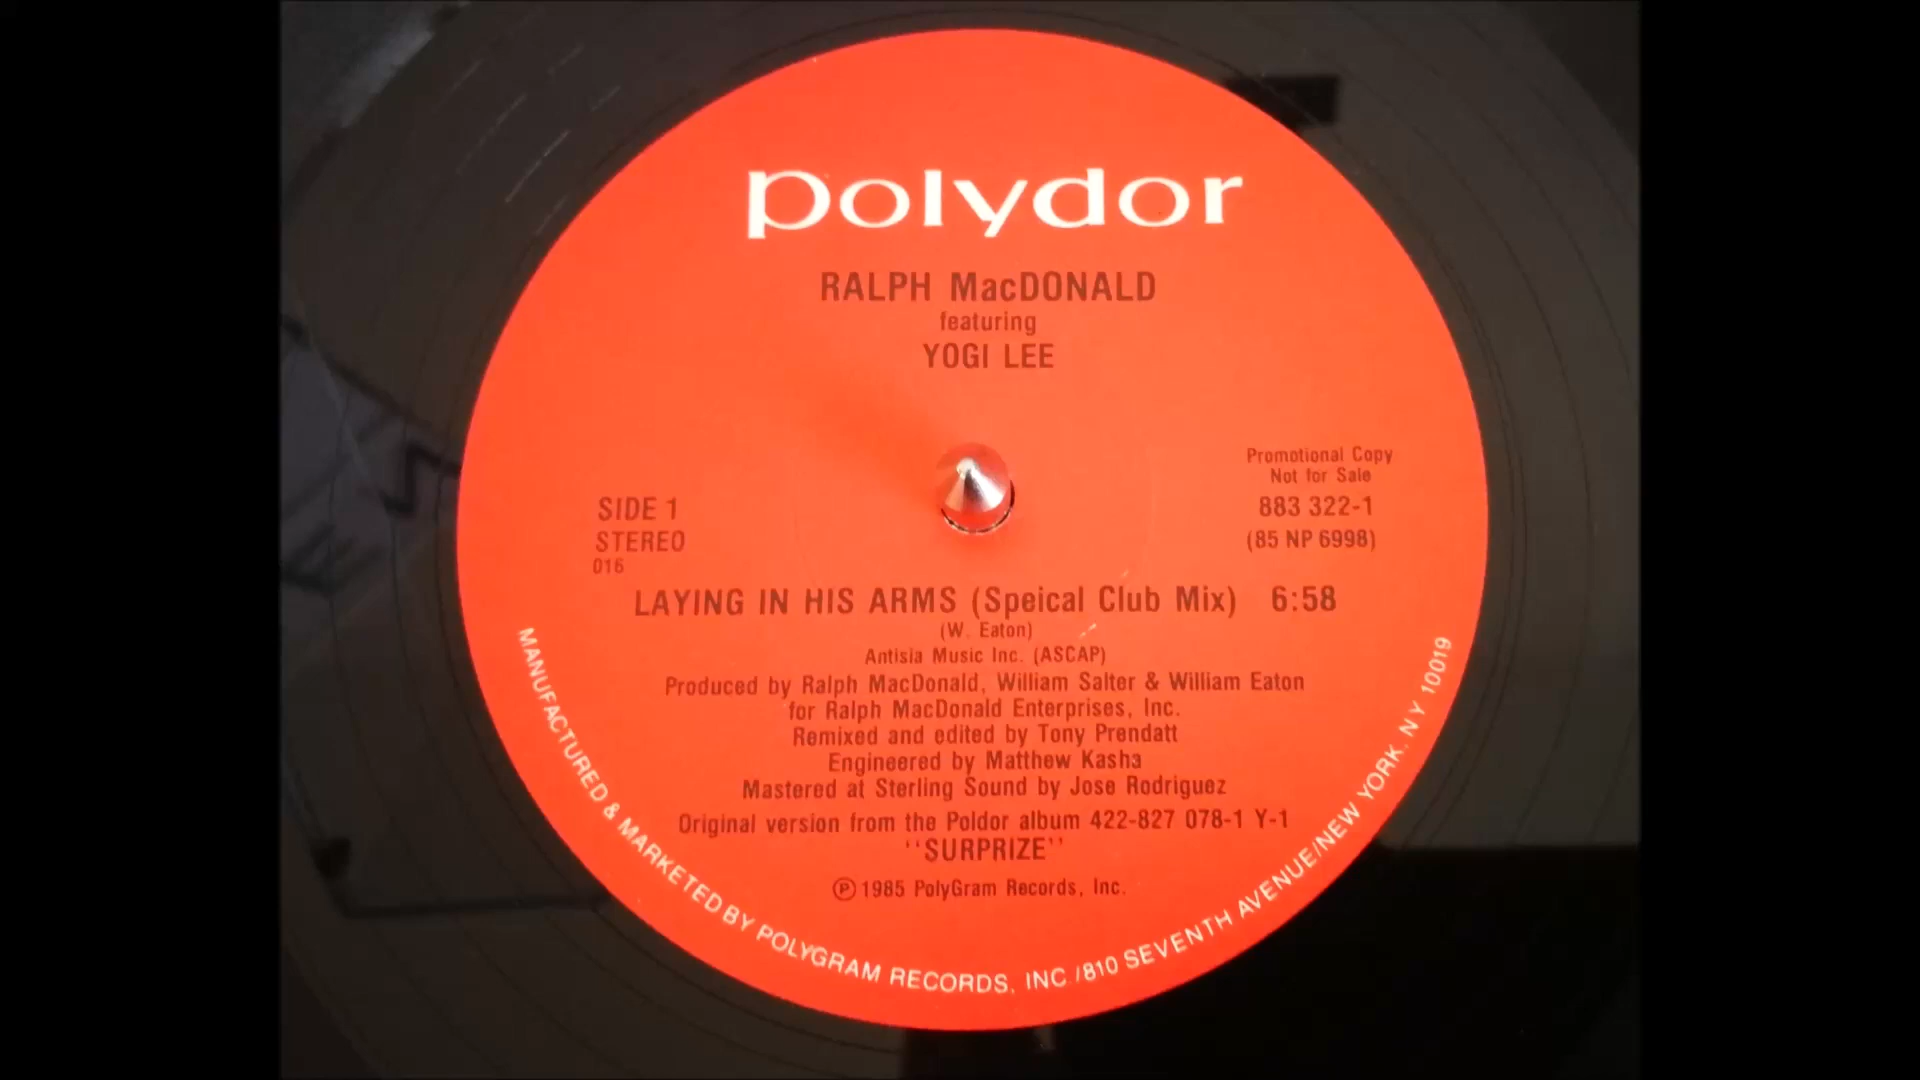 polydor
RALPH MacDONALD
featuring
YOGI LEE
Promotional Copy
Not for Sale
883 322-1
(85 NP 6998)
SIDE 1
STEREO
016
LAYING IN HIS ARMS (Speical Club Mix) 6:58
(W. Eaton)
Antisia Music Inc. (ASCAP)
Produced by Ralph MacDonald, William Salter & William Eaton
for Ralph MacDonald Enterprises, Inc.
Remixed and edited by Tony Prendatt
Engineered by Matthew Kasha
Mastered at Sterling Sound by Jose Rodriguez
Original version from the Poldor album 422-827 078-1 Y-1
''SURPRIZE''
℗ 1985 PolyGram Records, Inc.
MANUFACTURED & MARKETED BY POLYGRAM RECORDS, INC./810 SEVENTH AVENUE/NEW YORK, NY 10019